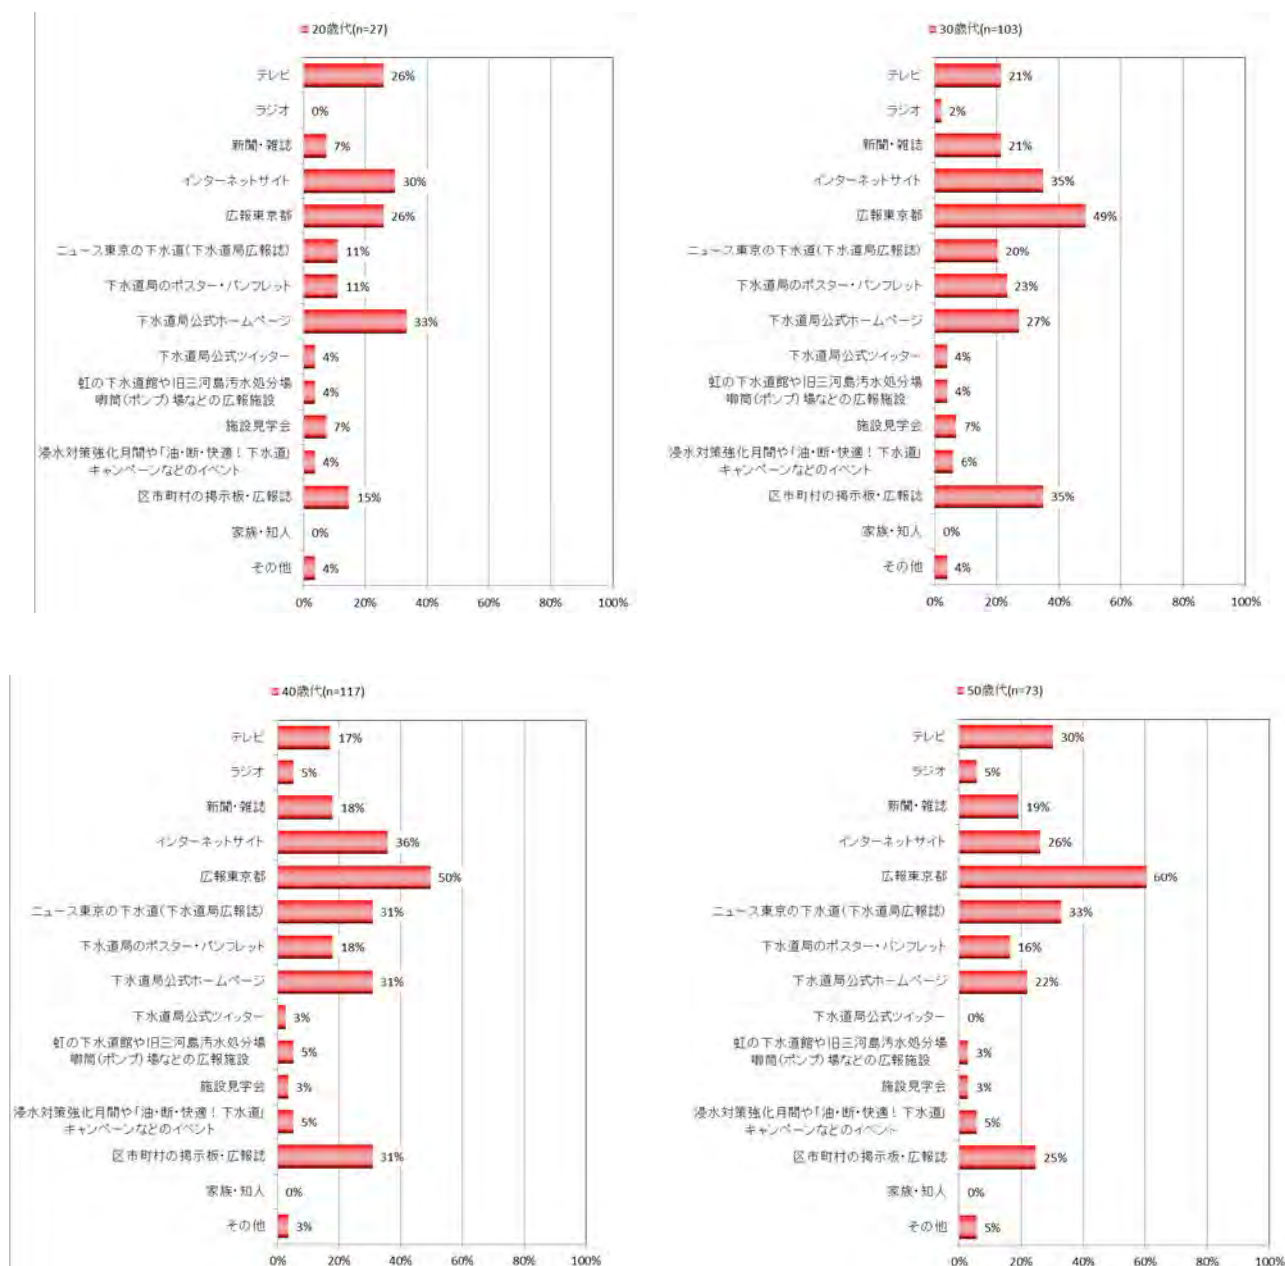 20歳代(n=27)
テレビ 26%
ラジオ 0%
新聞・雑誌 7%
インターネットサイト 30%
広報東京都 26%
ニュース東京の下水道(下水道局広報誌) 11%
下水道局のポスター・パンフレット 11%
下水道局公式ホームページ 33%
下水道局公式ツイッター 4%
虹の下水道館や旧三河島汚水処分場
喞筒(ポンプ)場などの広報施設 4%
施設見学会 7%
浸水対策強化月間や「油・断・快適！下水道」
キャンペーンなどのイベント 4%
区市町村の掲示板・広報誌 15%
家族・知人 0%
その他 4%
0% 20% 40% 60% 80% 100%
30歳代(n=103)
テレビ 21%
ラジオ 2%
新聞・雑誌 21%
インターネットサイト 35%
広報東京都 49%
ニュース東京の下水道(下水道局広報誌) 20%
下水道局のポスター・パンフレット 23%
下水道局公式ホームページ 27%
下水道局公式ツイッター 4%
虹の下水道館や旧三河島汚水処分場
喞筒(ポンプ)場などの広報施設 4%
施設見学会 7%
浸水対策強化月間や「油・断・快適！下水道」
キャンペーンなどのイベント 6%
区市町村の掲示板・広報誌 35%
家族・知人 0%
その他 4%
0% 20% 40% 60% 80% 100%
40歳代(n=117)
テレビ 17%
ラジオ 5%
新聞・雑誌 18%
インターネットサイト 36%
広報東京都 50%
ニュース東京の下水道(下水道局広報誌) 31%
下水道局のポスター・パンフレット 18%
下水道局公式ホームページ 31%
下水道局公式ツイッター 3%
虹の下水道館や旧三河島汚水処分場
喞筒(ポンプ)場などの広報施設 5%
施設見学会 3%
浸水対策強化月間や「油・断・快適！下水道」
キャンペーンなどのイベント 5%
区市町村の掲示板・広報誌 31%
家族・知人 0%
その他 3%
0% 20% 40% 60% 80% 100%
50歳代(n=73)
テレビ 30%
ラジオ 5%
新聞・雑誌 19%
インターネットサイト 26%
広報東京都 60%
ニュース東京の下水道(下水道局広報誌) 33%
下水道局のポスター・パンフレット 16%
下水道局公式ホームページ 22%
下水道局公式ツイッター 0%
虹の下水道館や旧三河島汚水処分場
喞筒(ポンプ)場などの広報施設 3%
施設見学会 3%
浸水対策強化月間や「油・断・快適！下水道」
キャンペーンなどのイベント 5%
区市町村の掲示板・広報誌 25%
家族・知人 0%
その他 5%
0% 20% 40% 60% 80% 100%